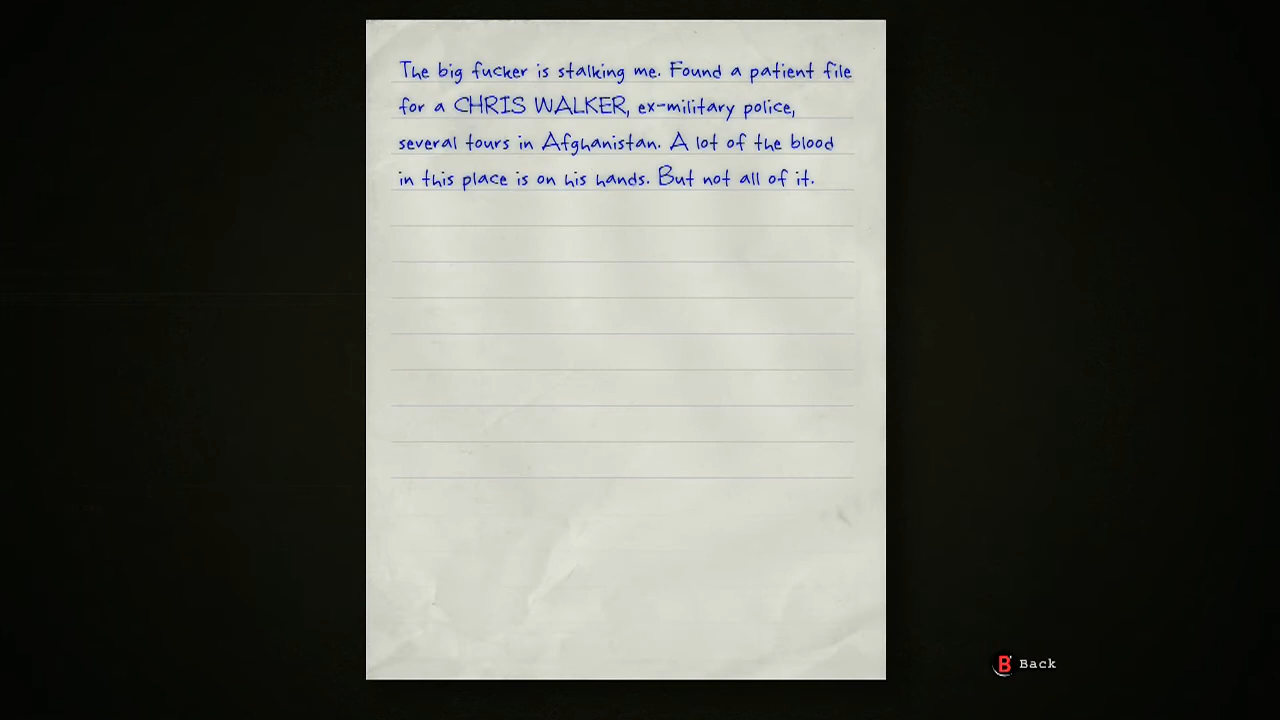 The big fucker is stalking me. Found a patient file
for a CHRIS WALKER, ex-military police,
several tours in Afghanistan. A lot of the blood
in this place is on his hands. But not all of it.
B Back